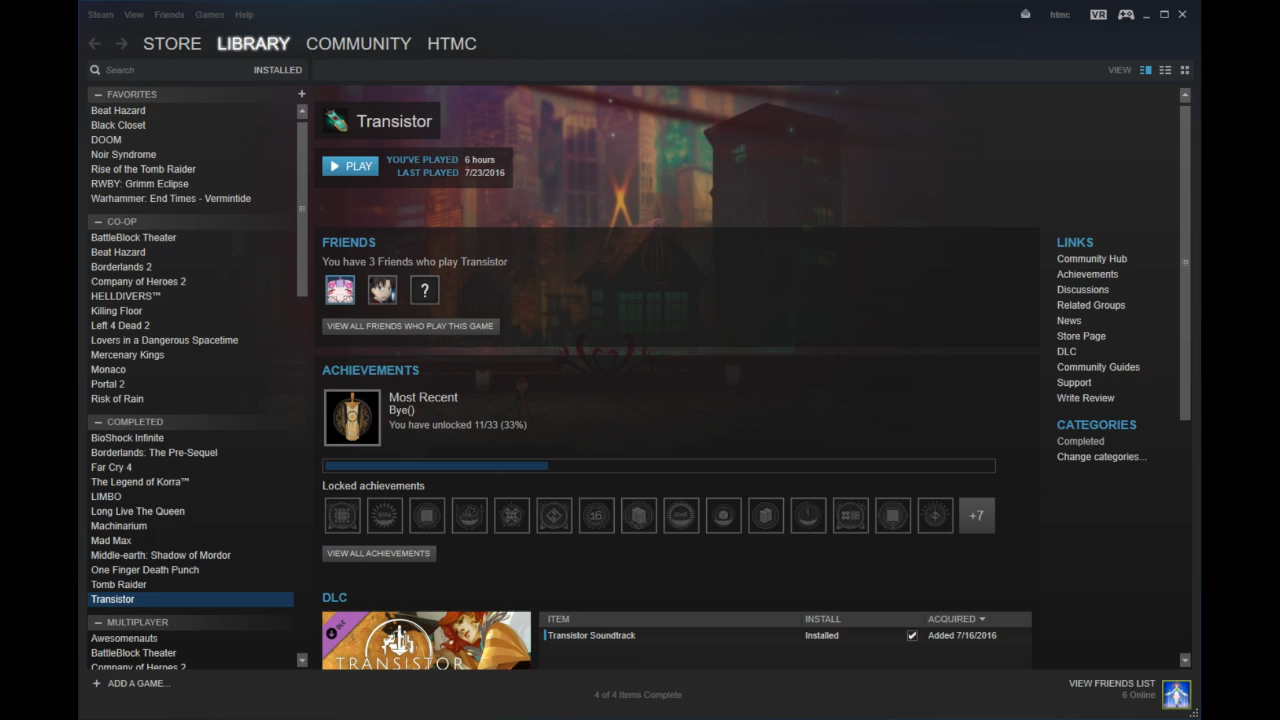 Steam View Friends Games Help
htmc VR
STORE LIBRARY COMMUNITY HTMC
Search INSTALLED
VIEW
— FAVORITES +
Beat Hazard
Black Closet
DOOM
Noir Syndrome
Rise of the Tomb Raider
RWBY: Grimm Eclipse
Warhammer: End Times - Vermintide
— CO-OP
BattleBlock Theater
Beat Hazard
Borderlands 2
Company of Heroes 2
HELLDIVERS™
Killing Floor
Left 4 Dead 2
Lovers in a Dangerous Spacetime
Mercenary Kings
Monaco
Portal 2
Risk of Rain
— COMPLETED
BioShock Infinite
Borderlands: The Pre-Sequel
Far Cry 4
The Legend of Korra™
LIMBO
Long Live The Queen
Machinarium
Mad Max
Middle-earth: Shadow of Mordor
One Finger Death Punch
Tomb Raider
Transistor
— MULTIPLAYER
Awesomenauts
BattleBlock Theater
Company of Heroes 2
+ ADD A GAME...
Transistor
PLAY
YOU'VE PLAYED 6 hours
LAST PLAYED 7/23/2016
FRIENDS
You have 3 Friends who play Transistor
?
VIEW ALL FRIENDS WHO PLAY THIS GAME
ACHIEVEMENTS
Most Recent
Bye()
You have unlocked 11/33 (33%)
Locked achievements
16
+7
VIEW ALL ACHIEVEMENTS
DLC
DLC
TRANSISTOR
ITEM INSTALL ACQUIRED
Transistor Soundtrack Installed Added 7/16/2016
LINKS
Community Hub
Achievements
Discussions
Related Groups
News
Store Page
DLC
Community Guides
Support
Write Review
CATEGORIES
Completed
Change categories...
4 of 4 Items Complete
VIEW FRIENDS LIST
6 Online